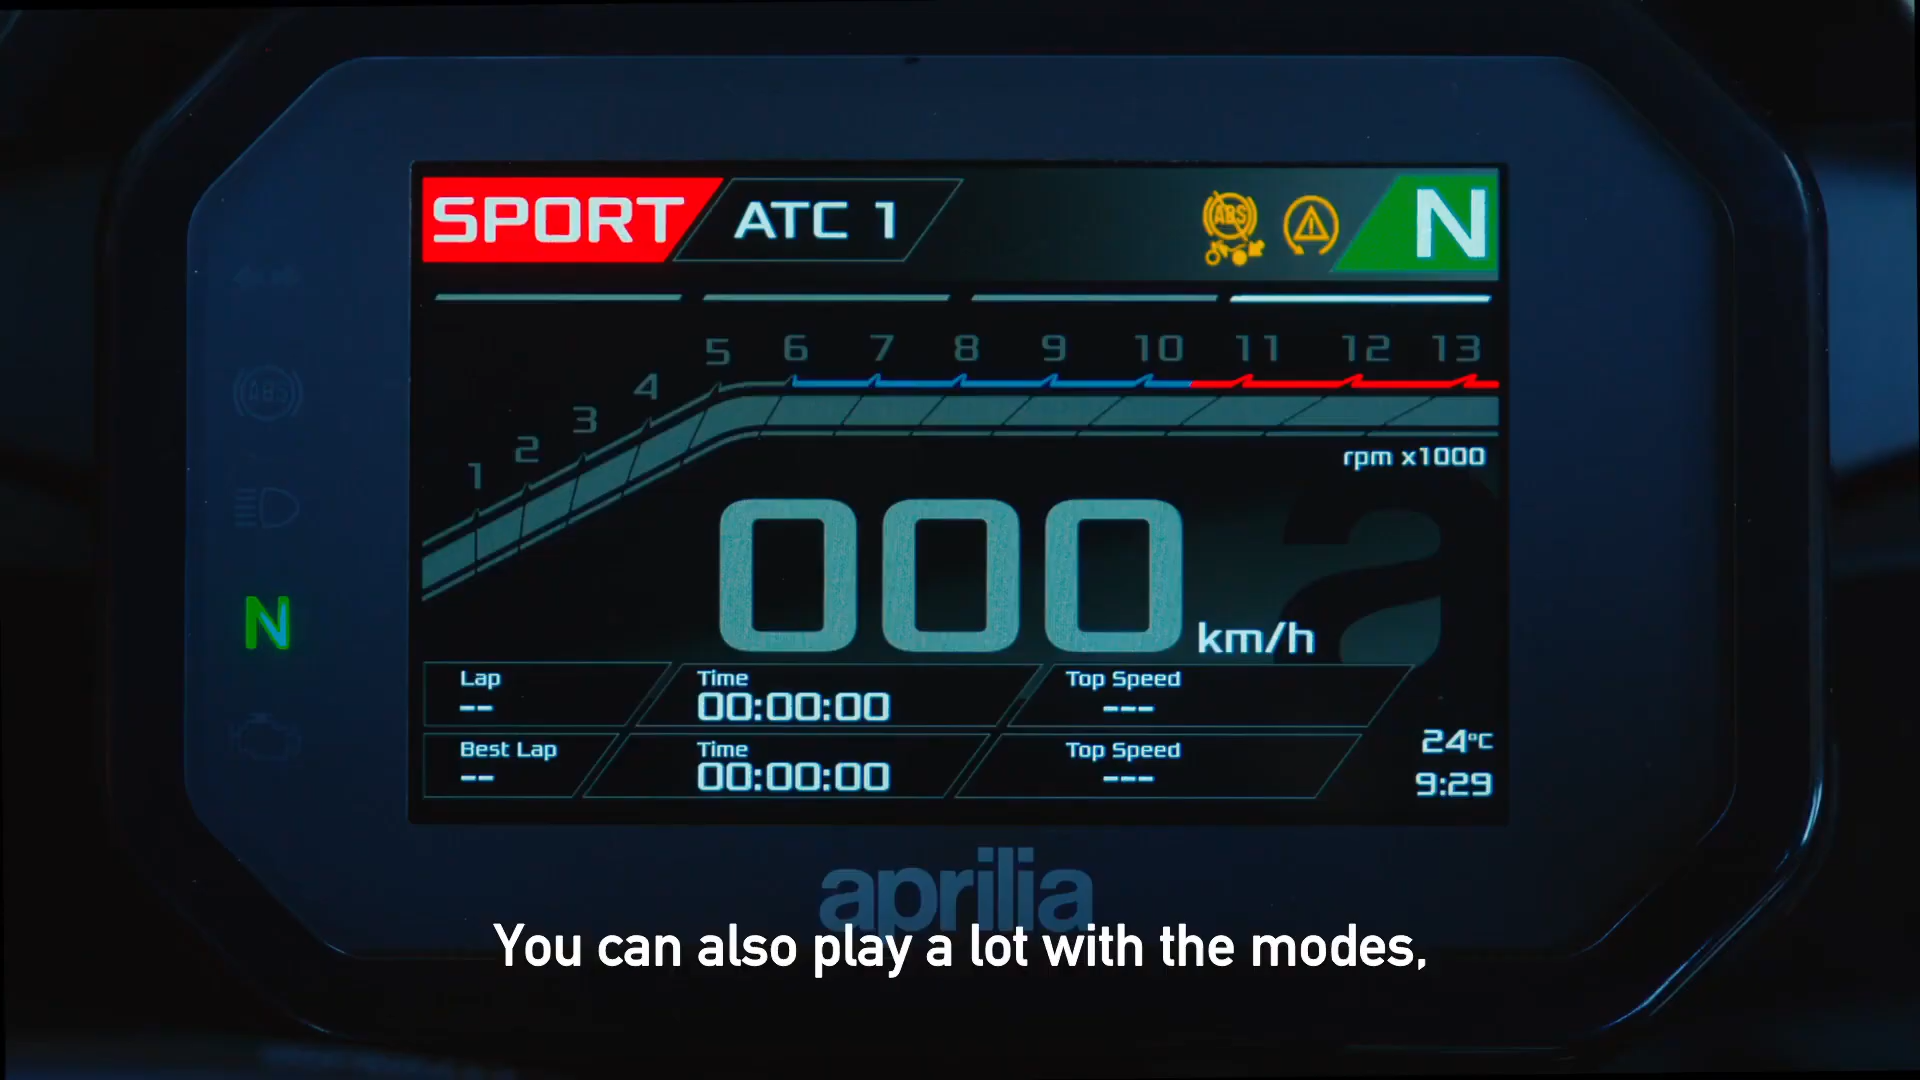 SPORT
ATC 1
ABS
N
1 2 3 4 5 6 7 8 9 10 11 12 13
rpm x1000
ABS
000 km/h
N
Lap
--
Time
00:00:00
Top Speed
---
Best Lap
--
Time
00:00:00
Top Speed
---
24°C
9:29
aprilia
You can also play a lot with the modes,